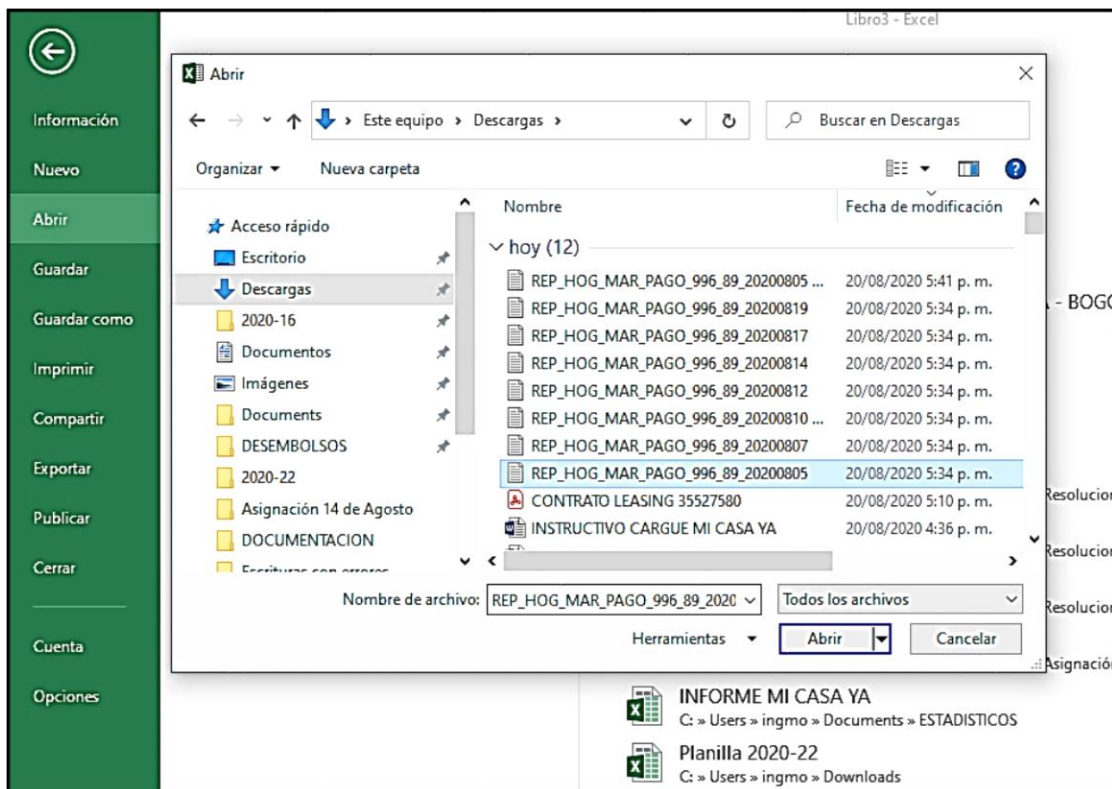 Libro3 - Excel
Información
Nuevo
Abrir
Guardar
Guardar como
Imprimir
Compartir
Exportar
Publicar
Cerrar
Cuenta
Opciones
Abrir
Este equipo > Descargas >
Buscar en Descargas
Organizar
Nueva carpeta
Acceso rápido
Escritorio
Descargas
2020-16
Documentos
Imágenes
Documents
DESEMBOLSOS
2020-22
Asignación 14 de Agosto
DOCUMENTACION
Escrituras con errores
Nombre Fecha de modificación
hoy (12)
REP_HOG_MAR_PAGO_996_89_20200805 ... 20/08/2020 5:41 p. m.
REP_HOG_MAR_PAGO_996_89_20200819 20/08/2020 5:34 p. m.
REP_HOG_MAR_PAGO_996_89_20200817 20/08/2020 5:34 p. m.
REP_HOG_MAR_PAGO_996_89_20200814 20/08/2020 5:34 p. m.
REP_HOG_MAR_PAGO_996_89_20200812 20/08/2020 5:34 p. m.
REP_HOG_MAR_PAGO_996_89_20200810 ... 20/08/2020 5:34 p. m.
REP_HOG_MAR_PAGO_996_89_20200807 20/08/2020 5:34 p. m.
REP_HOG_MAR_PAGO_996_89_20200805 20/08/2020 5:34 p. m.
CONTRATO LEASING 35527580 20/08/2020 5:10 p. m.
INSTRUCTIVO CARGUE MI CASA YA 20/08/2020 4:36 p. m.
Nombre de archivo: REP_HOG_MAR_PAGO_996_89_2020
Todos los archivos
Herramientas
Abrir
Cancelar
- BOGO
Resolucion
Resolucion
Resolucion
Asignació
INFORME MI CASA YA
C: » Users » ingmo » Documents » ESTADISTICOS
Planilla 2020-22
C: » Users » ingmo » Downloads